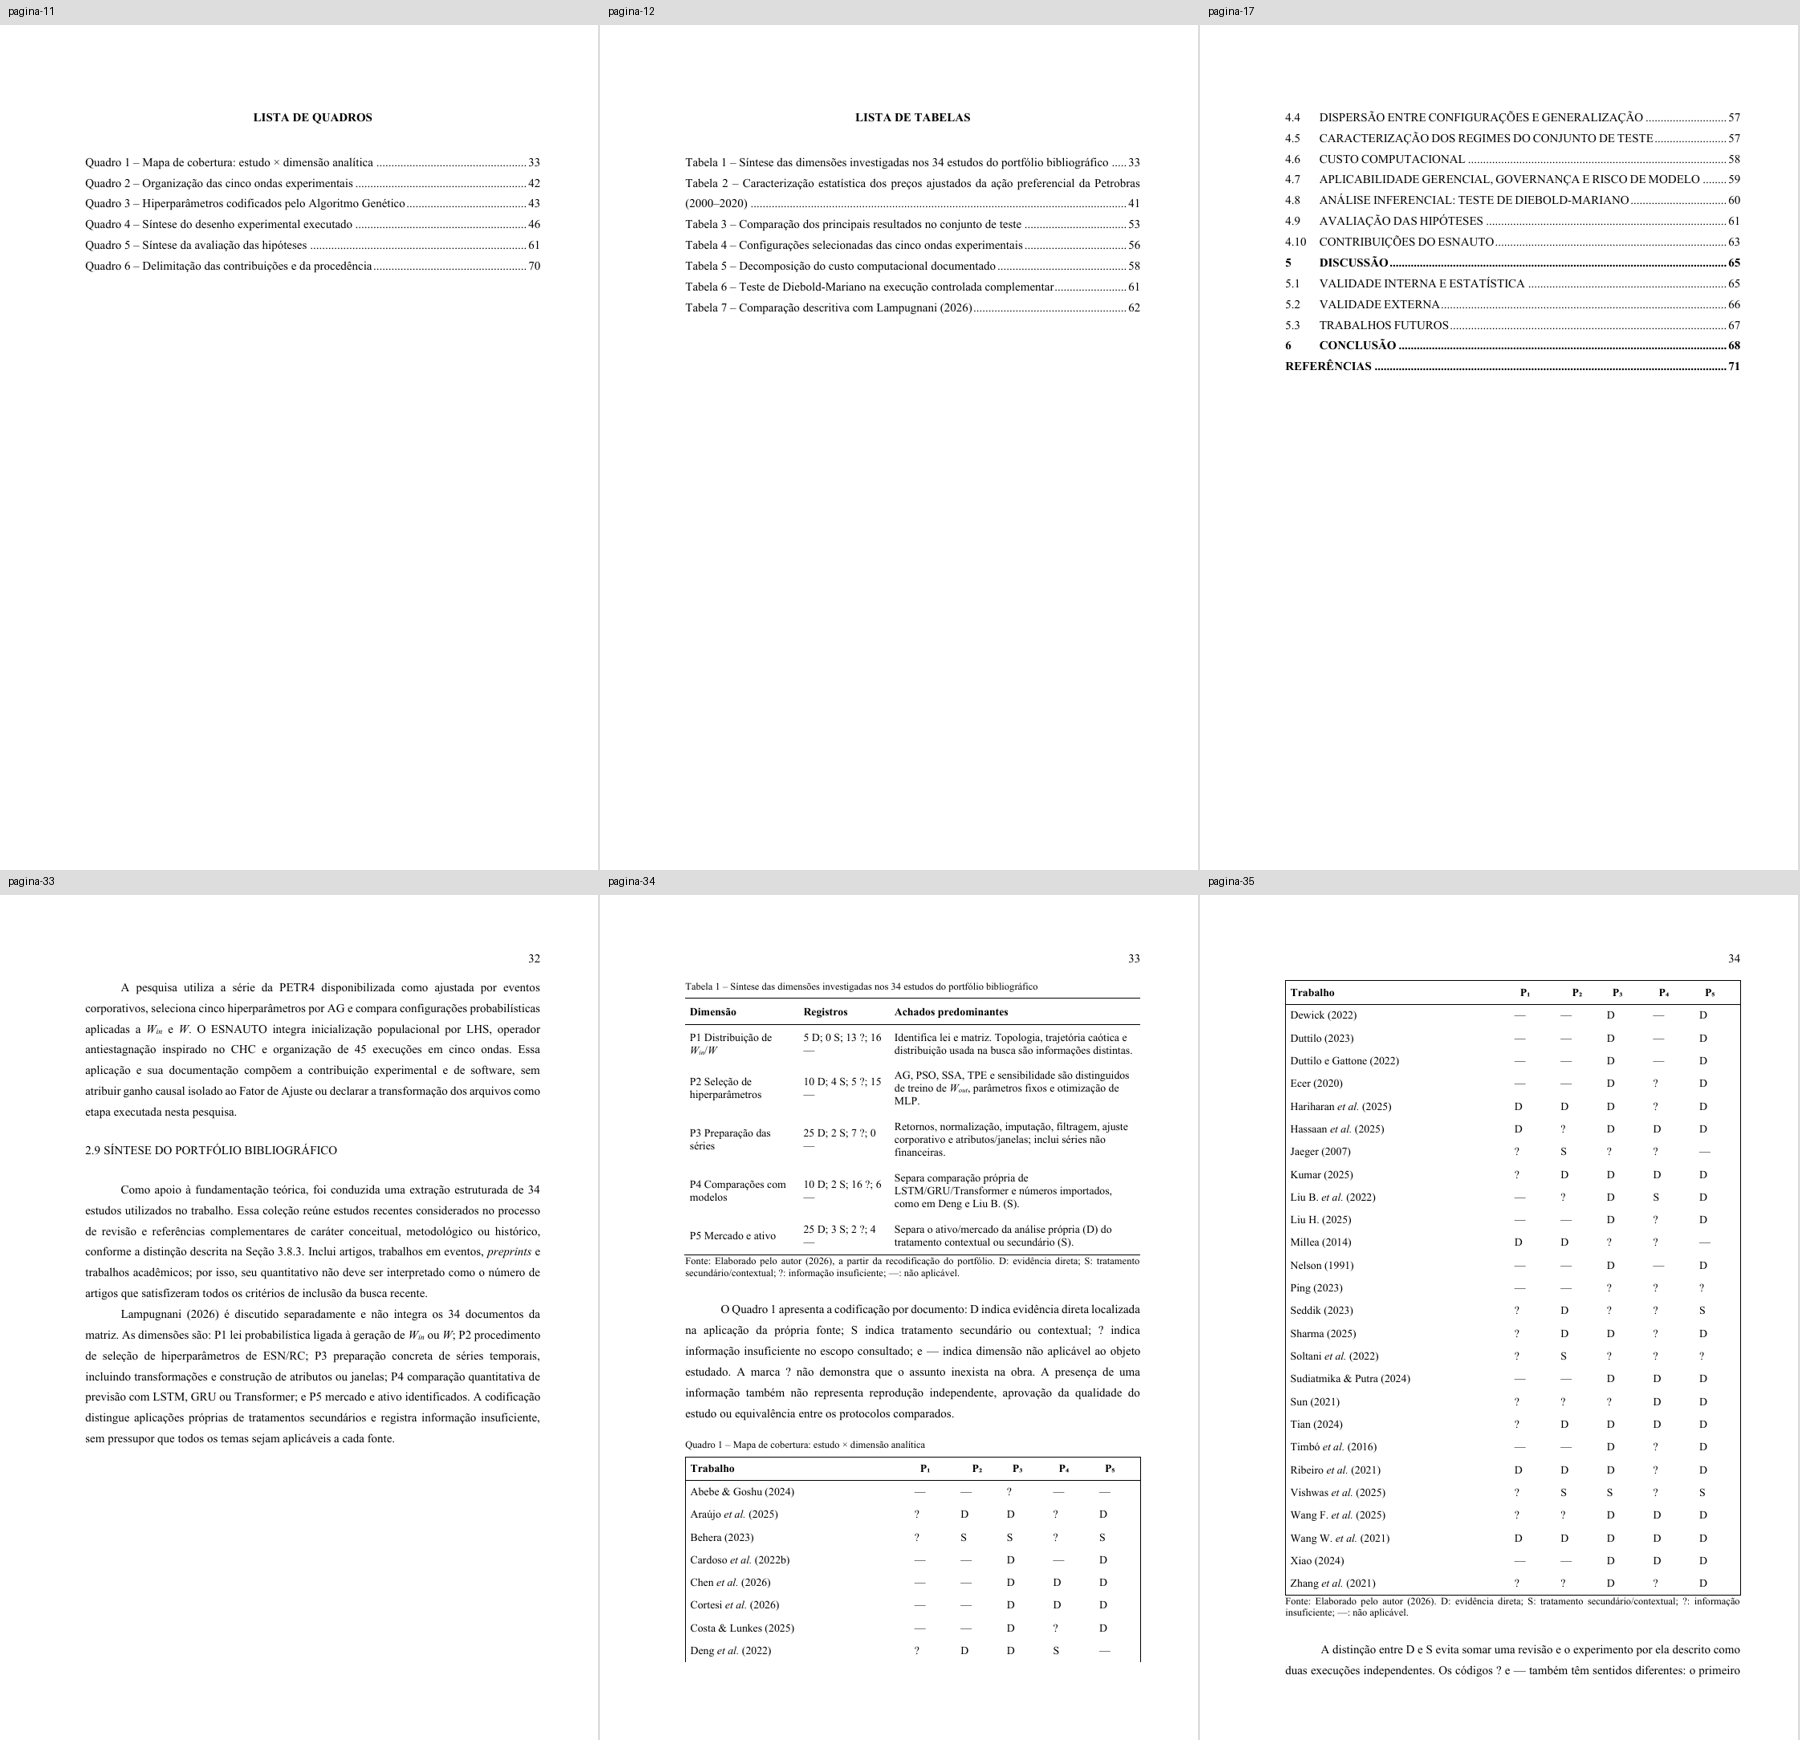 pagina-11
LISTA DE QUADROS
Quadro 1 – Mapa de cobertura: estudo × dimensão analítica ................................................... 33
Quadro 2 – Organização das cinco ondas experimentais .......................................................... 42
Quadro 3 – Hiperparâmetros codificados pelo Algoritmo Genético ......................................... 43
Quadro 4 – Síntese do desenho experimental executado .......................................................... 46
Quadro 5 – Síntese da avaliação das hipóteses ......................................................................... 61
Quadro 6 – Delimitação das contribuições e da procedência .................................................... 70
pagina-12
LISTA DE TABELAS
Tabela 1 – Síntese das dimensões investigadas nos 34 estudos do portfólio bibliográfico ..... 33
Tabela 2 – Caracterização estatística dos preços ajustados da ação preferencial da Petrobras
(2000–2020) ............................................................................................................................... 41
Tabela 3 – Comparação dos principais resultados no conjunto de teste ................................... 53
Tabela 4 – Configurações selecionadas das cinco ondas experimentais ................................... 56
Tabela 5 – Decomposição do custo computacional documentado ............................................ 58
Tabela 6 – Teste de Diebold-Mariano na execução controlada complementar ......................... 61
Tabela 7 – Comparação descritiva com Lampugnani (2026) .................................................... 62
pagina-17
4.4 DISPERSÃO ENTRE CONFIGURAÇÕES E GENERALIZAÇÃO ........................... 57
4.5 CARACTERIZAÇÃO DOS REGIMES DO CONJUNTO DE TESTE ........................ 57
4.6 CUSTO COMPUTACIONAL ....................................................................................... 58
4.7 APLICABILIDADE GERENCIAL, GOVERNANÇA E RISCO DE MODELO ........ 59
4.8 ANÁLISE INFERENCIAL: TESTE DE DIEBOLD-MARIANO ................................ 60
4.9 AVALIAÇÃO DAS HIPÓTESES ................................................................................. 61
4.10 CONTRIBUIÇÕES DO ESNAUTO .............................................................................. 63
5 DISCUSSÃO ................................................................................................................. 65
5.1 VALIDADE INTERNA E ESTATÍSTICA ................................................................... 65
5.2 VALIDADE EXTERNA ................................................................................................ 66
5.3 TRABALHOS FUTUROS ............................................................................................. 67
6 CONCLUSÃO ............................................................................................................... 68
REFERÊNCIAS ....................................................................................................................... 71
pagina-33
32
A pesquisa utiliza a série da PETR4 disponibilizada como ajustada por eventos
corporativos, seleciona cinco hiperparâmetros por AG e compara configurações probabilísticas
aplicadas a Win e W. O ESNAUTO integra inicialização populacional por LHS, operador
antiestagnação inspirado no CHC e organização de 45 execuções em cinco ondas. Essa
aplicação e sua documentação compõem a contribuição experimental e de software, sem
atribuir ganho causal isolado ao Fator de Ajuste ou declarar a transformação dos arquivos como
etapa executada nesta pesquisa.
2.9 SÍNTESE DO PORTFÓLIO BIBLIOGRÁFICO
Como apoio à fundamentação teórica, foi conduzida uma extração estruturada de 34
estudos utilizados no trabalho. Essa coleção reúne estudos recentes considerados no processo
de revisão e referências complementares de caráter conceitual, metodológico ou histórico,
conforme a distinção descrita na Seção 3.8.3. Inclui artigos, trabalhos em eventos, preprints e
trabalhos acadêmicos; por isso, seu quantitativo não deve ser interpretado como o número de
artigos que satisfizeram todos os critérios de inclusão da busca recente.
Lampugnani (2026) é discutido separadamente e não integra os 34 documentos da
matriz. As dimensões são: P1 lei probabilística ligada à geração de Win ou W; P2 procedimento
de seleção de hiperparâmetros de ESN/RC; P3 preparação concreta de séries temporais,
incluindo transformações e construção de atributos ou janelas; P4 comparação quantitativa de
previsão com LSTM, GRU ou Transformer; e P5 mercado e ativo identificados. A codificação
distingue aplicações próprias de tratamentos secundários e registra informação insuficiente,
sem pressupor que todos os temas sejam aplicáveis a cada fonte.
pagina-34
33
Tabela 1 – Síntese das dimensões investigadas nos 34 estudos do portfólio bibliográfico
Dimensão Registros Achados predominantes
P1 Distribuição de Win/W 5 D; 0 S; 13 ?; 16 — Identifica lei e matriz. Topologia, trajetória caótica e
distribuição usada na busca são informações distintas.
P2 Seleção de hiperparâmetros 10 D; 4 S; 5 ?; 15 — AG, PSO, SSA, TPE e sensibilidade são distinguidos
de treino de Wout, parâmetros fixos e otimização de
MLP.
P3 Preparação das séries 25 D; 2 S; 7 ?; 0 — Retornos, normalização, imputação, filtragem, ajuste
corporativo e atributos/janelas; inclui séries não
financeiras.
P4 Comparações com modelos 10 D; 2 S; 16 ?; 6 — Separa comparação própria de
LSTM/GRU/Transformer e números importados,
como em Deng e Liu B. (S).
P5 Mercado e ativo 25 D; 3 S; 2 ?; 4 — Separa o ativo/mercado da análise própria (D) do
tratamento contextual ou secundário (S).
Fonte: Elaborado pelo autor (2026), a partir da recodificação do portfólio. D: evidência direta; S: tratamento
secundário/contextual; ?: informação insuficiente; —: não aplicável.
O Quadro 1 apresenta a codificação por documento: D indica evidência direta localizada
na aplicação da própria fonte; S indica tratamento secundário ou contextual; ? indica
informação insuficiente no escopo consultado; e — indica dimensão não aplicável ao objeto
estudado. A marca ? não demonstra que o assunto inexista na obra. A presença de uma
informação também não representa reprodução independente, aprovação da qualidade do
estudo ou equivalência entre os protocolos comparados.
Quadro 1 – Mapa de cobertura: estudo × dimensão analítica
Trabalho P₁ P₂ P₃ P₄ P₅
Abebe & Goshu (2024) — — ? — —
Araújo et al. (2025) ? D D ? D
Behera (2023) ? S S ? S
Cardoso et al. (2022b) — — D — D
Chen et al. (2026) — — D D D
Cortesi et al. (2026) — — D D D
Costa & Lunkes (2025) — — D ? D
Deng et al. (2022) ? D D S —
pagina-35
34
Trabalho P₁ P₂ P₃ P₄ P₅
Dewick (2022) — — D — D
Duttilo (2023) — — D — D
Duttilo e Gattone (2022) — — D — D
Ecer (2020) — — D ? D
Hariharan et al. (2025) D D D ? D
Hassaan et al. (2025) D ? D D D
Jaeger (2007) ? S ? ? —
Kumar (2025) ? D D D D
Liu B. et al. (2022) — ? D S D
Liu H. (2025) — — D ? D
Millea (2014) D D ? ? —
Nelson (1991) — — D — D
Ping (2023) — — ? ? ?
Seddik (2023) ? D ? ? S
Sharma (2025) ? D D ? D
Soltani et al. (2022) ? S ? ? ?
Sudiatmika & Putra (2024) — — D D D
Sun (2021) ? ? ? D D
Tian (2024) ? D D D D
Timbó et al. (2016) — — D ? D
Ribeiro et al. (2021) D D D ? D
Vishwas et al. (2025) ? S S ? S
Wang F. et al. (2025) ? ? D D D
Wang W. et al. (2021) D D D D D
Xiao (2024) — — D D D
Zhang et al. (2021) ? ? D ? D
Fonte: Elaborado pelo autor (2026). D: evidência direta; S: tratamento secundário/contextual; ?: informação
insuficiente; —: não aplicável.
A distinção entre D e S evita somar uma revisão e o experimento por ela descrito como
duas execuções independentes. Os códigos ? e — também têm sentidos diferentes: o primeiro